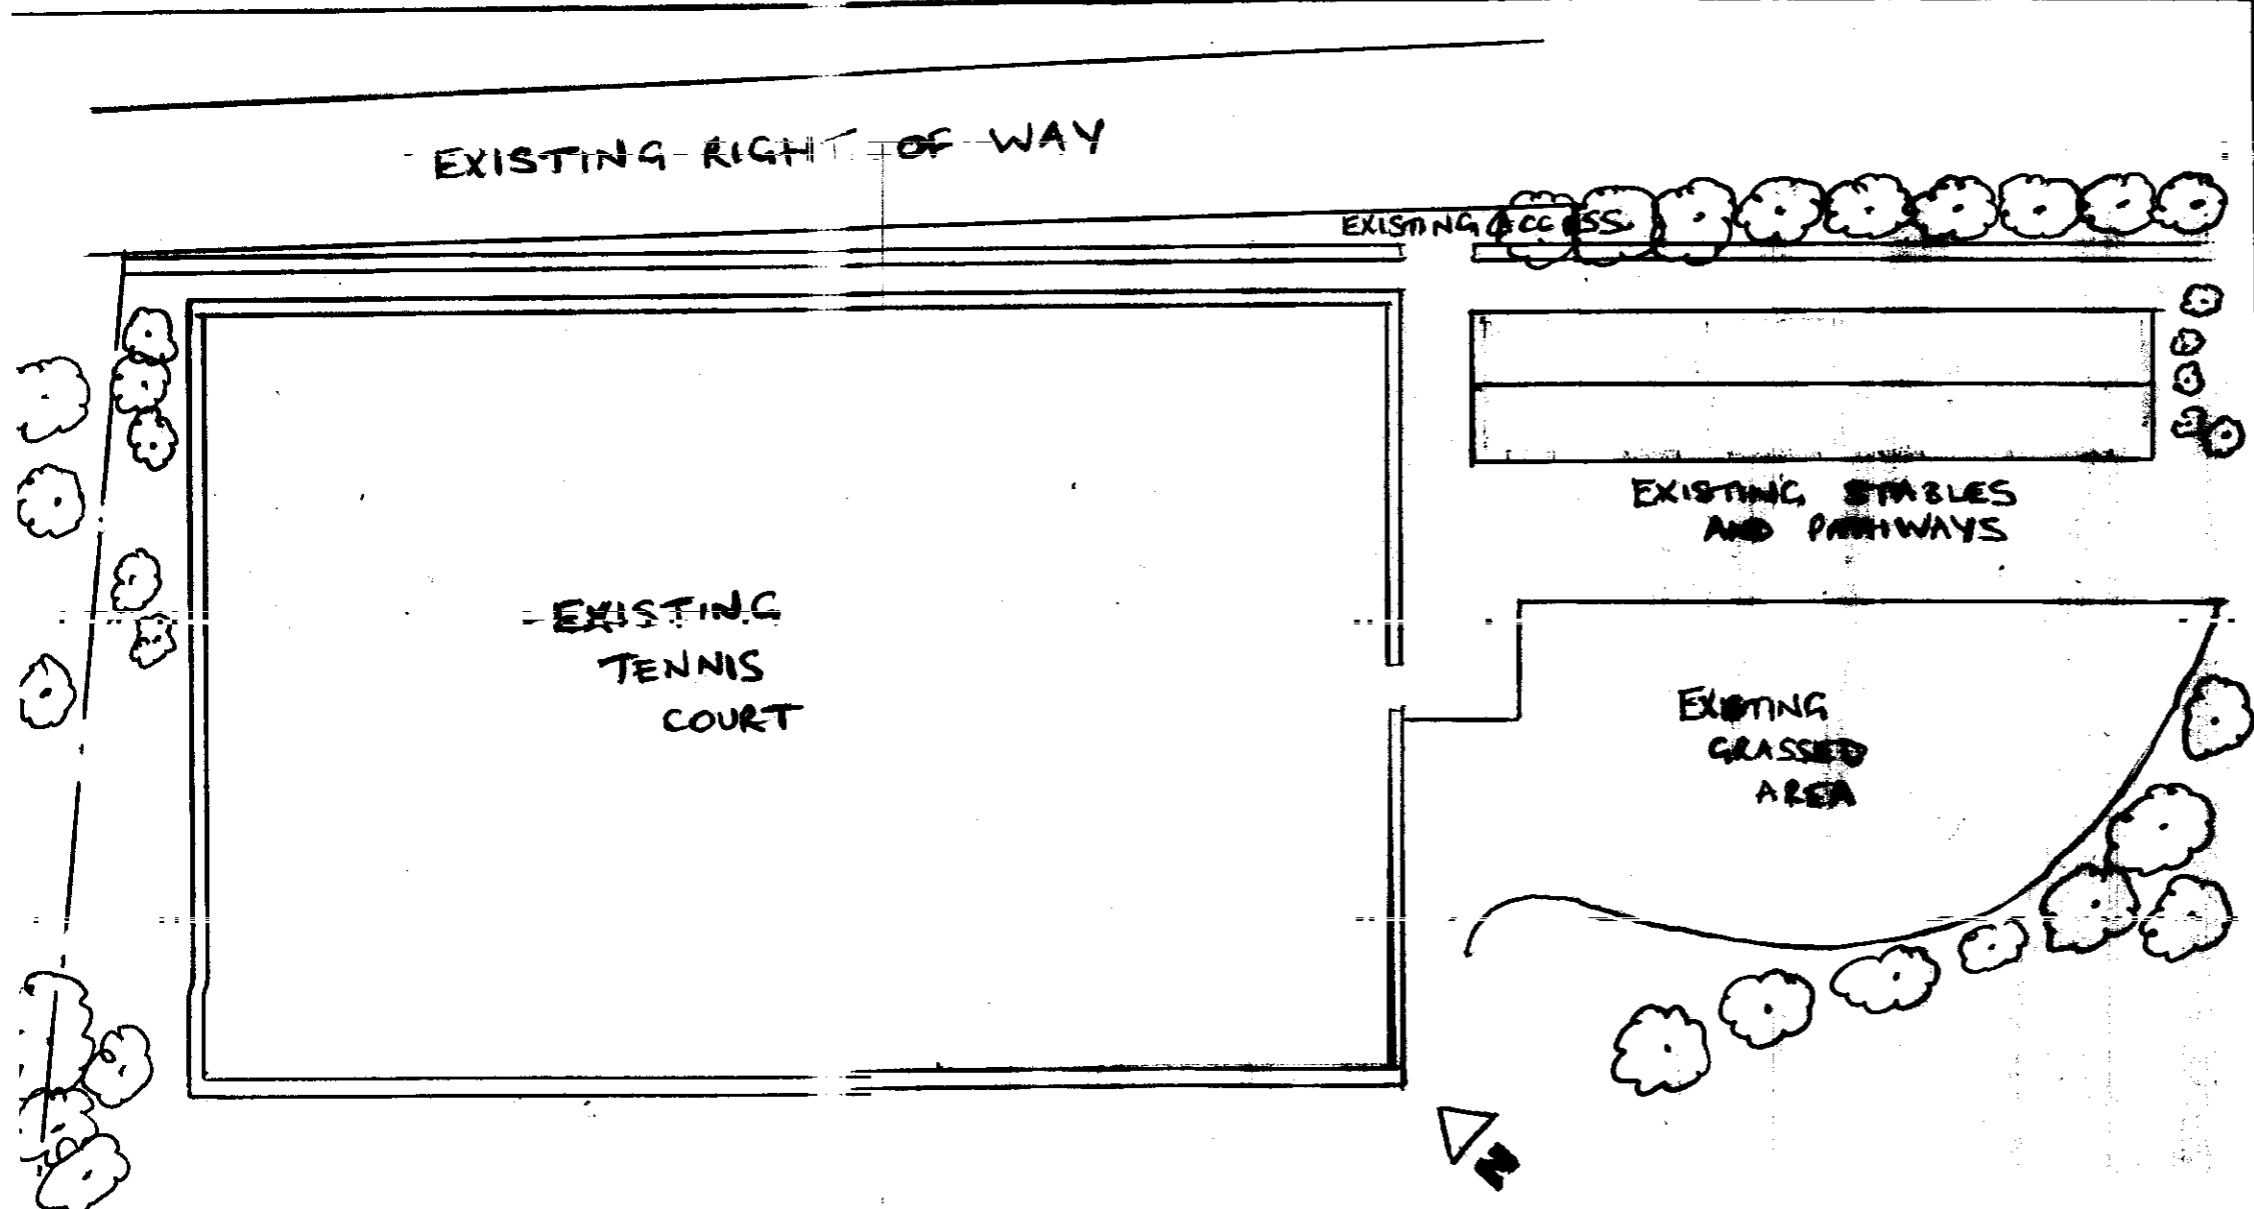 EXISTING RIGHT OF WAY
EXISTING ACCESS
EXISTING STABLES
AND PATHWAYS
EXISTING
TENNIS
COURT
EXISTING
GRASSED
AREA
N